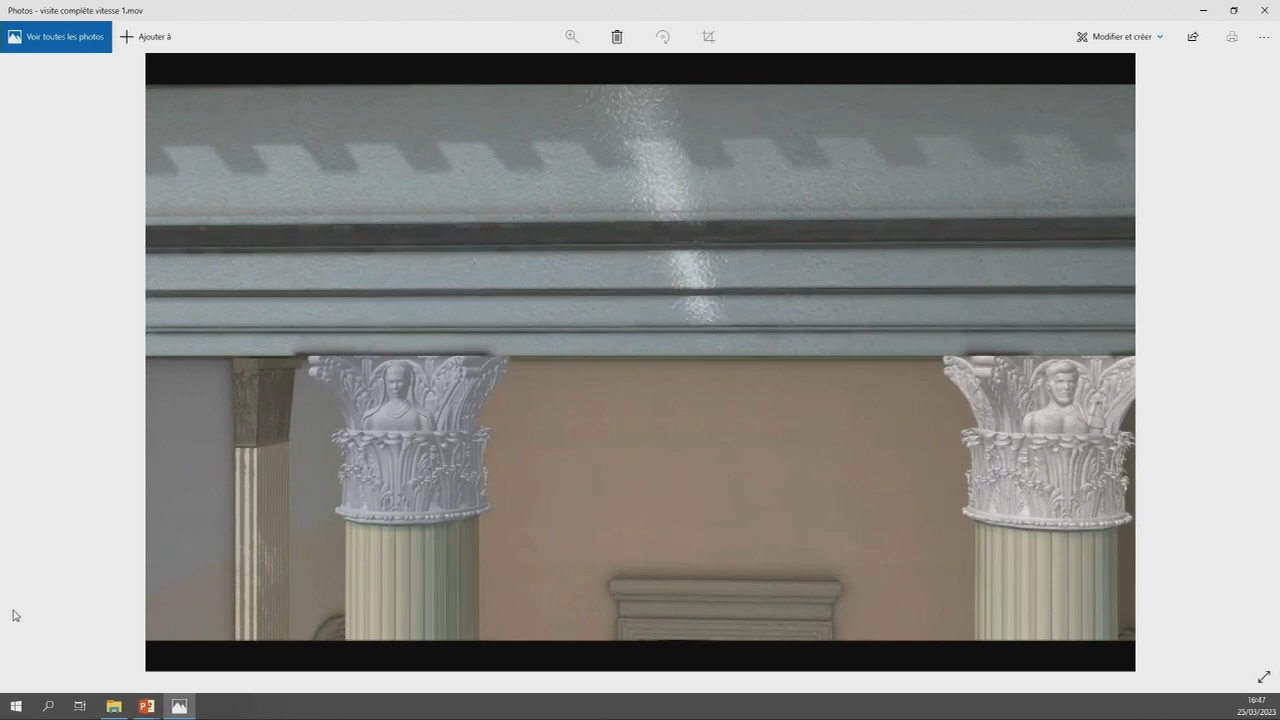 Photos - visite complète vitesse 1.mov
Voir toutes les photos
Ajouter à
Modifier et créer
16:47
25/03/2023